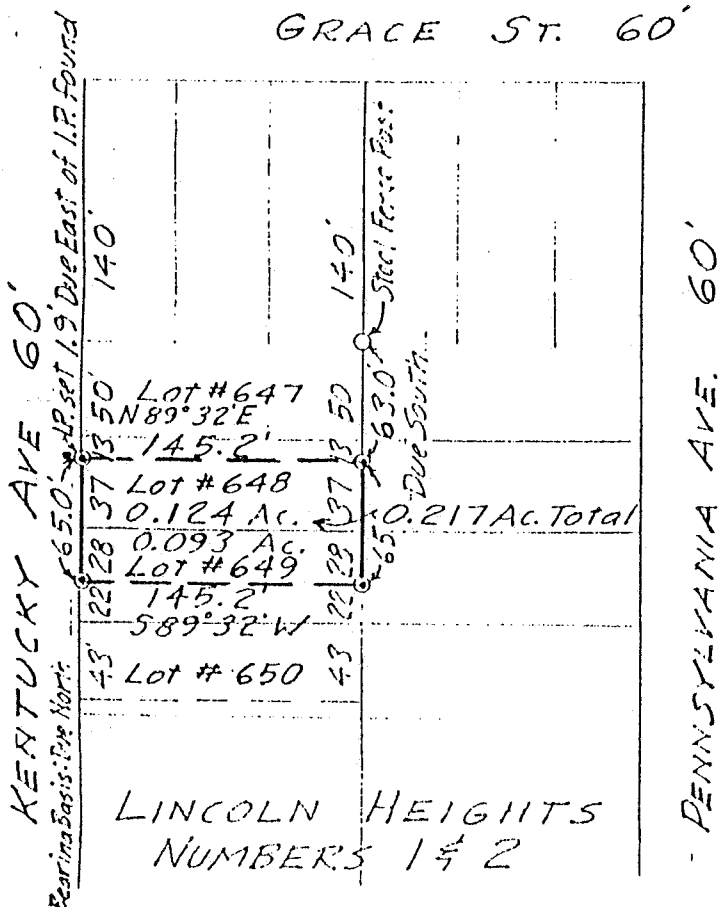 GRACE ST. 60'
KENTUCKY AVE 60'
I.P. set 1.9' Due East of I.P. Found
140'
140'
Steel Fence Post
Lot #647
50'
50
N89°32'E
13
13
63.0'
Due South
145.2'
65.0'
Lot #648
37
37
0.124 Ac.
0.217 Ac. Total
0.093 Ac.
28
28
65.
Lot #649
145.2'
22
22
S89°32'W
43'
Lot # 650
43
Bearing Basis: Due North
LINCOLN HEIGHTS
NUMBERS 1 & 2
PENNSYLVANIA AVE. 60'